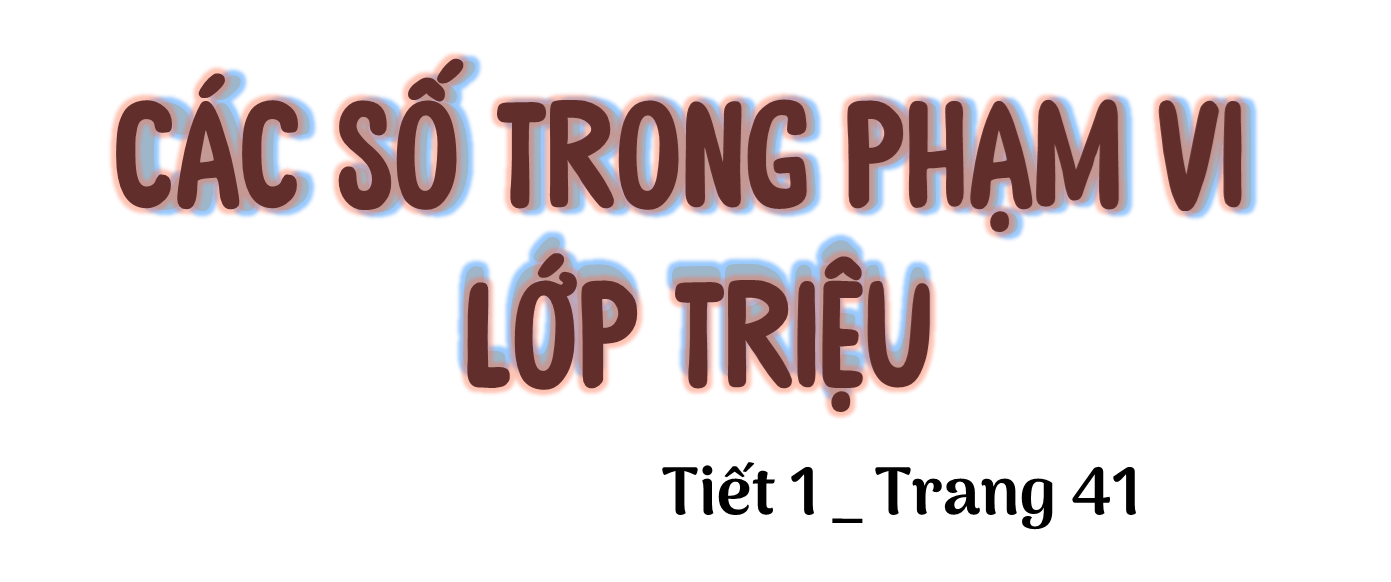 CÁC SỐ TRONG PHẠM VI
LỚP TRIỆU
Tiết 1 _ Trang 41